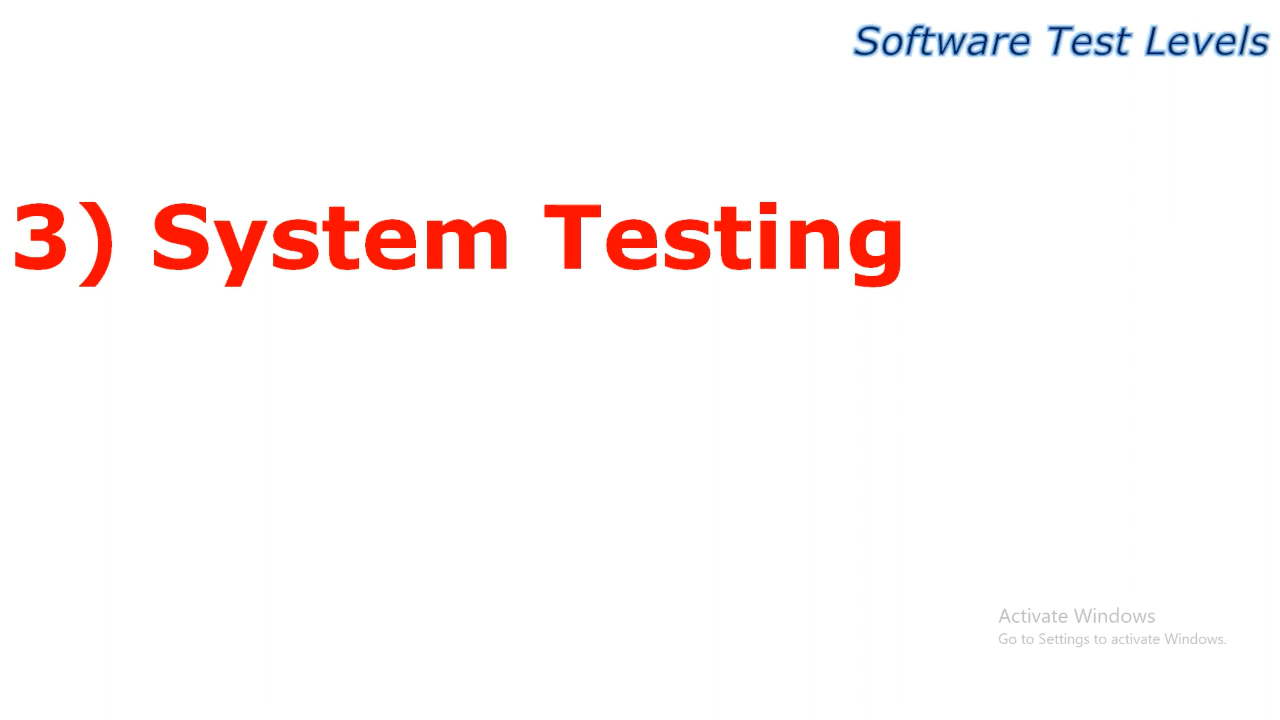 Software Test Levels
3) System Testing
Activate Windows
Go to Settings to activate Windows.